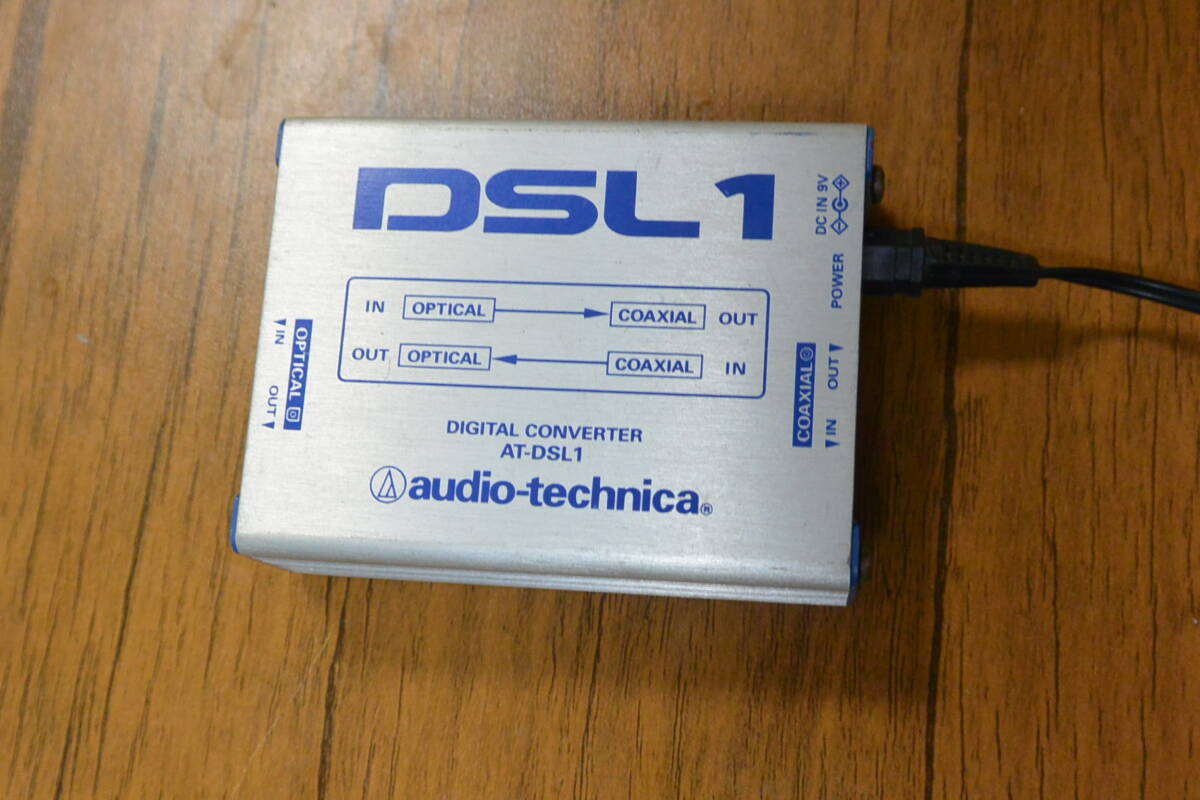 DSL1
IN OPTICAL COAXIAL OUT
OUT OPTICAL COAXIAL IN
DIGITAL CONVERTER
AT-DSL1
audio-technica®
OPTICAL
IN OUT
DC IN 9V
POWER
COAXIAL
IN OUT